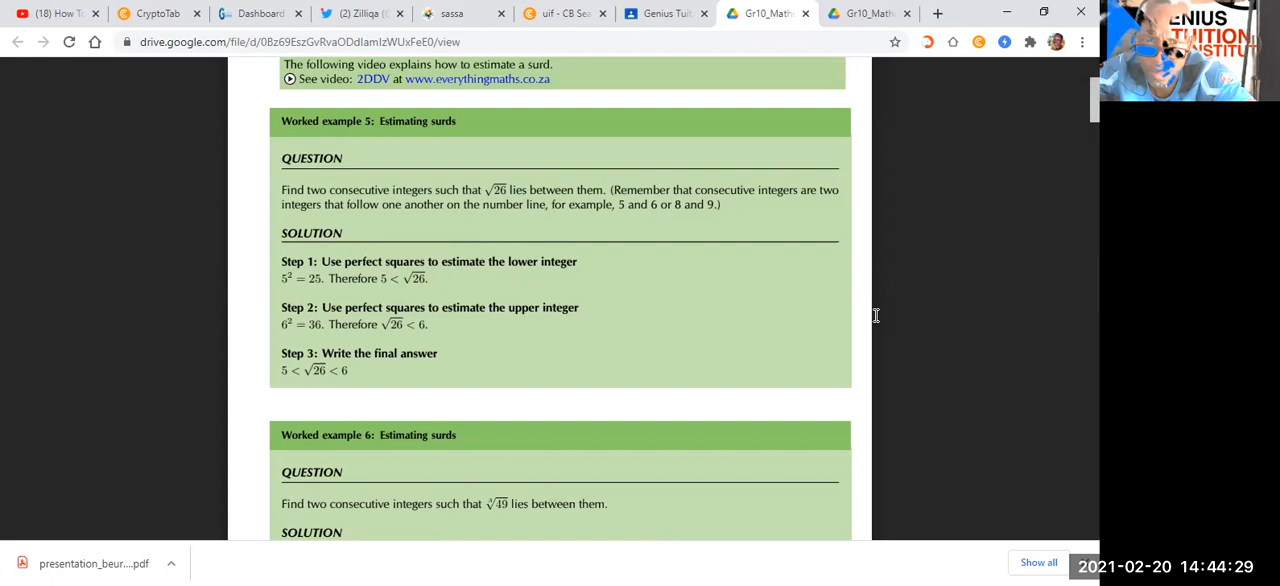 (18) How T
CryptoTab
Dashboard
(2) Zilliqa (
sassa
uif - CB Sea
Genius Tuit
Gr10_Mathe
Gr10_Mathe
drive.google.com/file/d/0Bz69EszGvRvaODdIamIzWUxFeE0/view
ENIUS
TUITION
INSTITUT
The following video explains how to estimate a surd.
See video: 2DDV at www.everythingmaths.co.za
Worked example 5: Estimating surds
QUESTION
Find two consecutive integers such that √26 lies between them. (Remember that consecutive integers are two
integers that follow one another on the number line, for example, 5 and 6 or 8 and 9.)
SOLUTION
Step 1: Use perfect squares to estimate the lower integer
5² = 25. Therefore 5 < √26.
Step 2: Use perfect squares to estimate the upper integer
6² = 36. Therefore √26 < 6.
Step 3: Write the final answer
5 < √26 < 6
Worked example 6: Estimating surds
QUESTION
Find two consecutive integers such that ∛49 lies between them.
SOLUTION
presentation_beur....pdf
Show all
2021-02-20 14:44:29